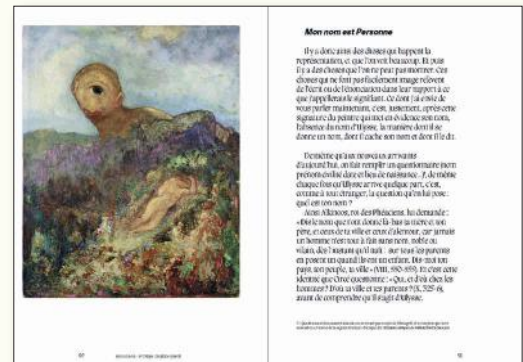 Mon nom est Personne
Il y a donc ainsi des choses qui happent la
représentation, et que l'on voit beaucoup. Et puis
il y a des choses que l'on ne peut pas montrer. Ces
choses qui ne font pas facilement image relèvent
de l'écrit ou de l'énonciation dans leur rapport à ce
que j'appellerais le signifiant. Ce dont j'ai envie de
vous parler maintenant, c'est, justement, après cette
signature du peintre qui met en évidence son nom,
l'absence du nom d'Ulysse, la manière dont il se
donne un nom, dont il cache son nom et dont il le dit.
De même qu'aux nouveaux arrivants
d'aujourd'hui, on fait remplir un questionnaire (nom
prénom civilité date et lieu de naissance…), de même
chaque fois qu'Ulysse arrive quelque part, c'est,
comme à tout étranger, la question qu'on lui pose :
quel est ton nom ?
Ainsi Alkinoos, roi des Phéaciens, lui demande :
« Dis le nom que t'ont donné là-bas ta mère et ton
père, et ceux de ta ville et ceux d'alentour, car jamais
un homme n'est tout à fait sans nom, noble ou
vilain, dès l'instant qu'il naît : sur tous les parents
en posent un quand ils ont un enfant. Dis-moi ton
pays, ton peuple, ta ville » (VIII, 550-555). Et c'est cette
identité que Circé questionne : « Qui, et d'où chez les
hommes ? D'où ta ville et tes parents ? (X, 325-6),
avant de comprendre qu'il s'agit d'Ulysse.